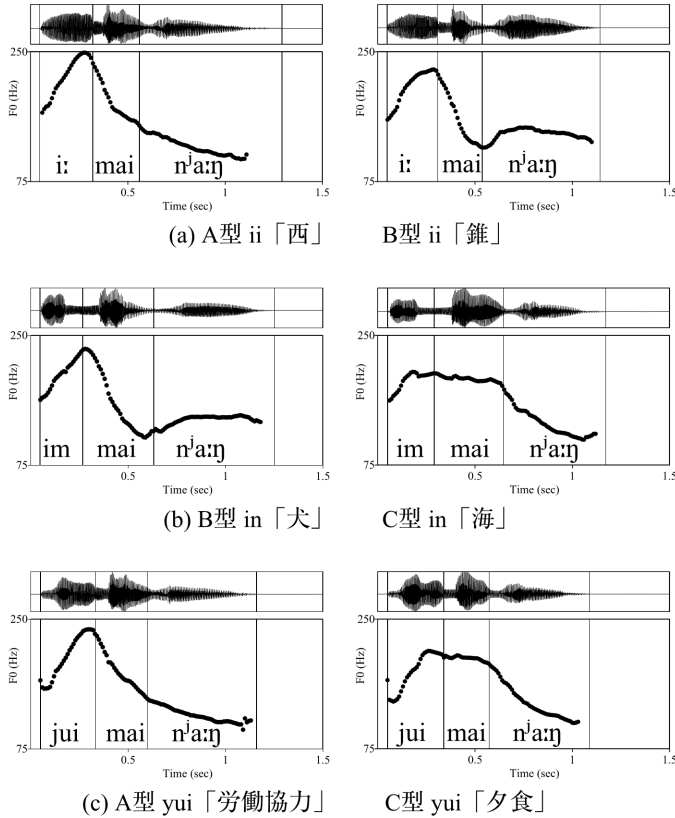 250
F0 (Hz)
75
iː mai nʲaːŋ
0.5 1 1.5
Time (sec)
250
F0 (Hz)
75
iː mai nʲaːŋ
0.5 1 1.5
Time (sec)
(a) A型 ii「西」 B型 ii「錐」
250
F0 (Hz)
75
im mai nʲaːŋ
0.5 1 1.5
Time (sec)
250
F0 (Hz)
75
im mai nʲaːŋ
0.5 1 1.5
Time (sec)
(b) B型 in「犬」 C型 in「海」
250
F0 (Hz)
75
jui mai nʲaːŋ
0.5 1 1.5
Time (sec)
250
F0 (Hz)
75
jui mai nʲaːŋ
0.5 1 1.5
Time (sec)
(c) A型 yui「労働協力」 C型 yui「夕食」